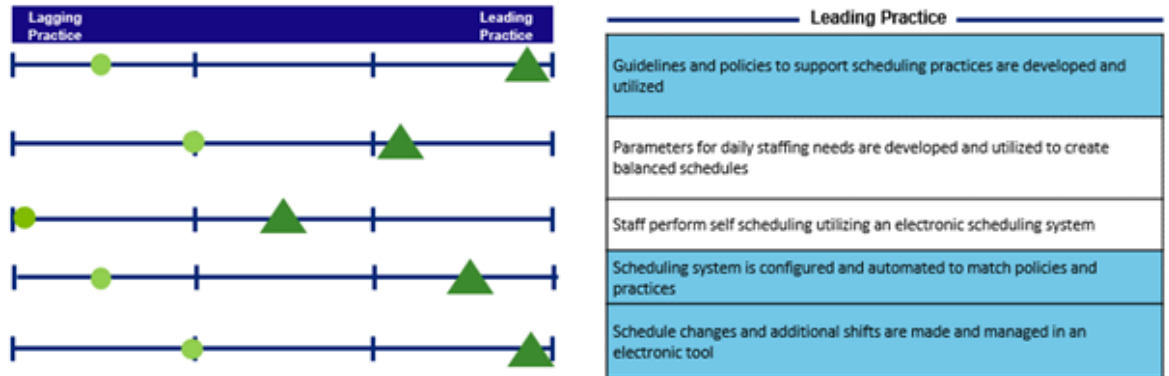 Lagging
Practice
Leading
Practice
Leading Practice
Guidelines and policies to support scheduling practices are developed and
utilized
Parameters for daily staffing needs are developed and utilized to create
balanced schedules
Staff perform self scheduling utilizing an electronic scheduling system
Scheduling system is configured and automated to match policies and
practices
Schedule changes and additional shifts are made and managed in an
electronic tool